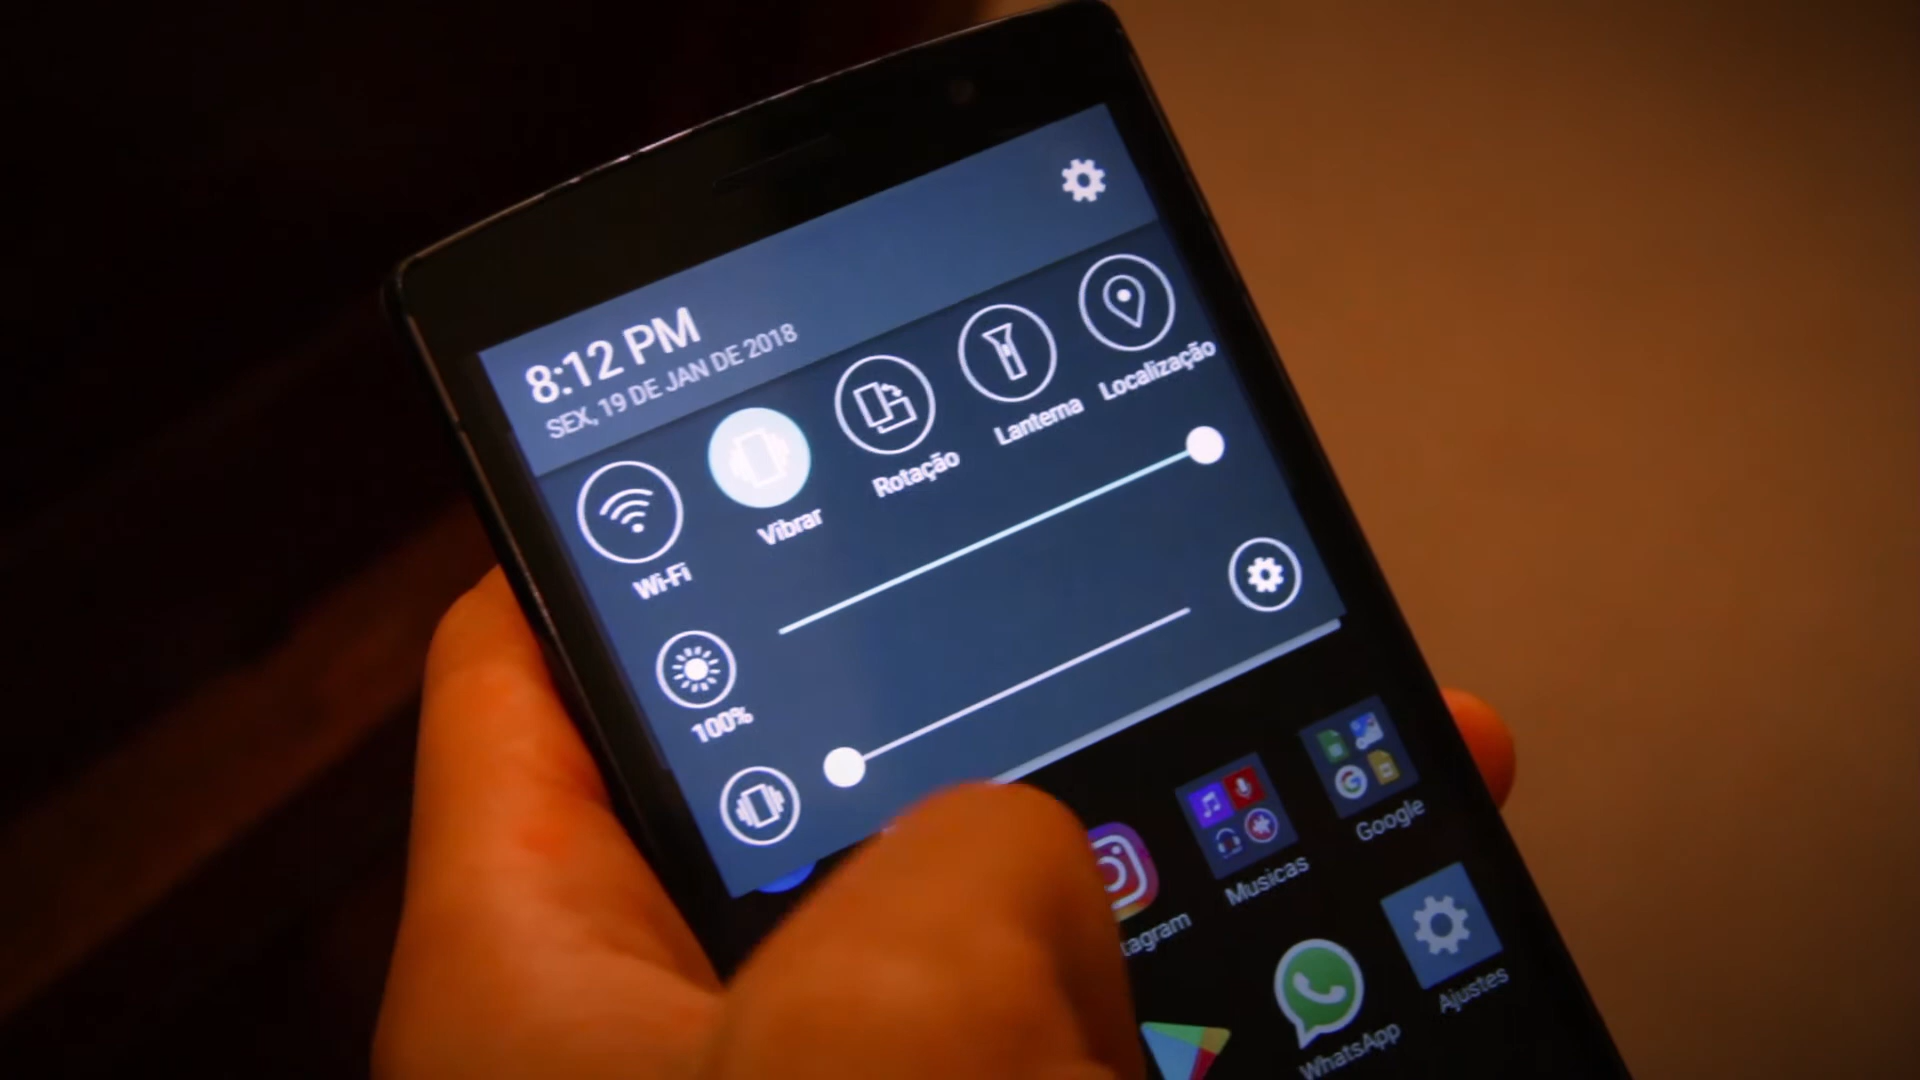 8:12 PM
SEX, 19 DE JAN DE 2018
Wi-Fi
Vibrar
Rotação
Lanterna
Localização
100%
tagram
Musicas
Google
WhatsApp
Ajustes